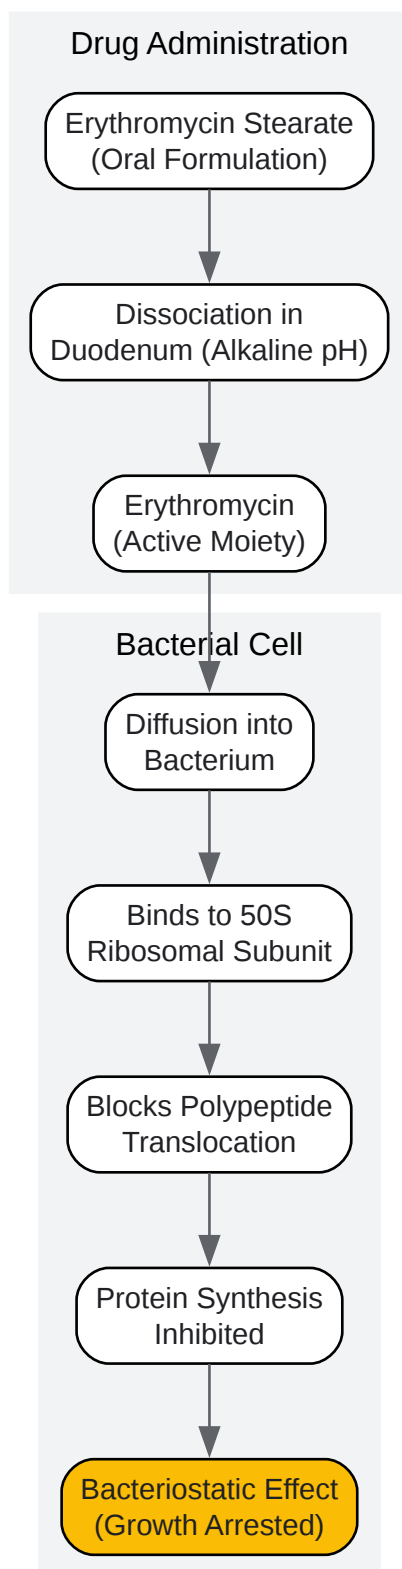 Drug Administration
Erythromycin Stearate
(Oral Formulation)
Dissociation in
Duodenum (Alkaline pH)
Erythromycin
(Active Moiety)
Bacterial Cell
Diffusion into
Bacterium
Binds to 50S
Ribosomal Subunit
Blocks Polypeptide
Translocation
Protein Synthesis
Inhibited
Bacteriostatic Effect
(Growth Arrested)